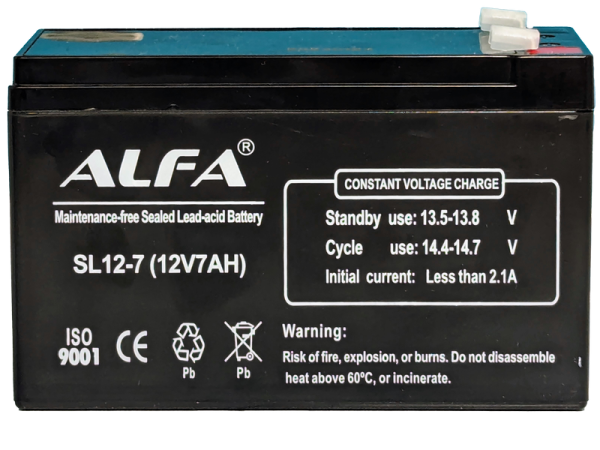 ALFA®
Maintenance-free Sealed Lead-acid Battery
SL12-7 (12V7AH)
CONSTANT VOLTAGE CHARGE
Standby use: 13.5-13.8 V
Cycle use: 14.4-14.7 V
Initial current: Less than 2.1A
ISO
9001
CE
Pb
Pb
Warning:
Risk of fire, explosion, or burns. Do not disassemble
heat above 60°C, or incinerate.